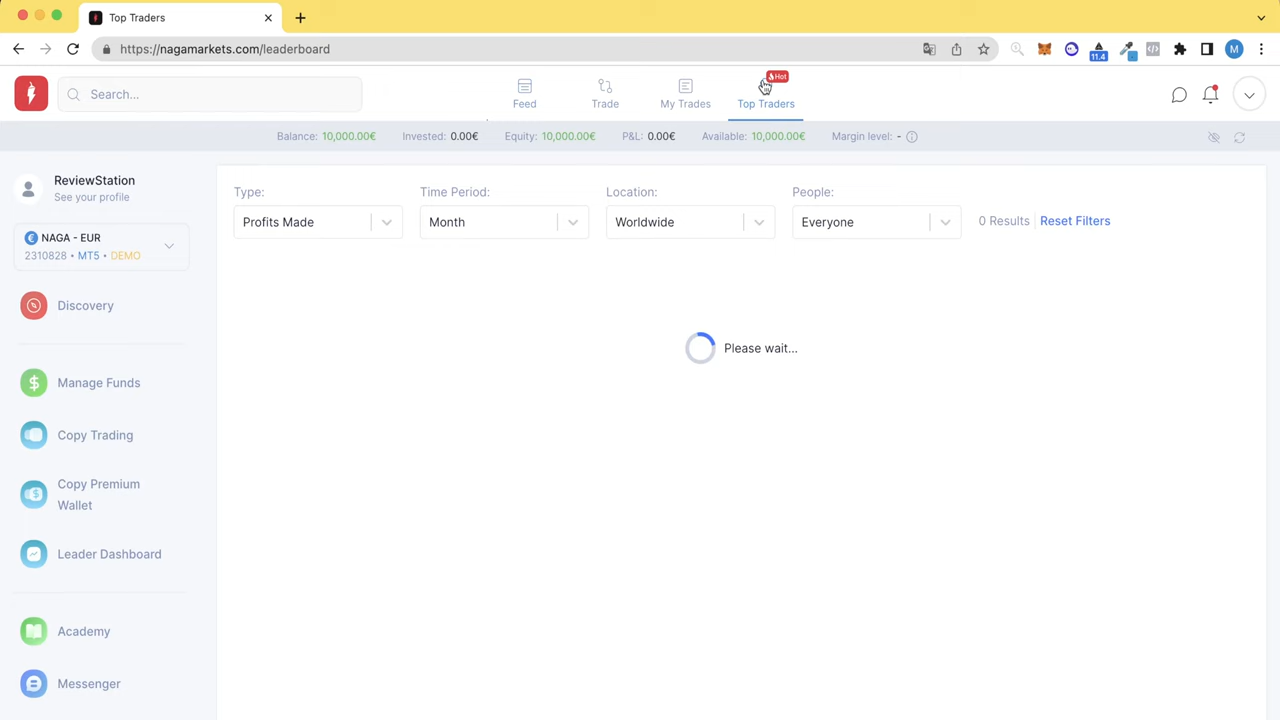 Top Traders
https://nagamarkets.com/leaderboard
11.4
M
Search...
Feed
Trade
My Trades
Hot
Top Traders
Balance: 10,000.00€ Invested: 0.00€ Equity: 10,000.00€ P&L: 0.00€ Available: 10,000.00€ Margin level: -
ReviewStation
See your profile
NAGA - EUR
2310828 • MT5 • DEMO
Discovery
Manage Funds
Copy Trading
Copy Premium
Wallet
Leader Dashboard
Academy
Messenger
Type: Time Period: Location: People:
Profits Made Month Worldwide Everyone 0 Results Reset Filters
Please wait...